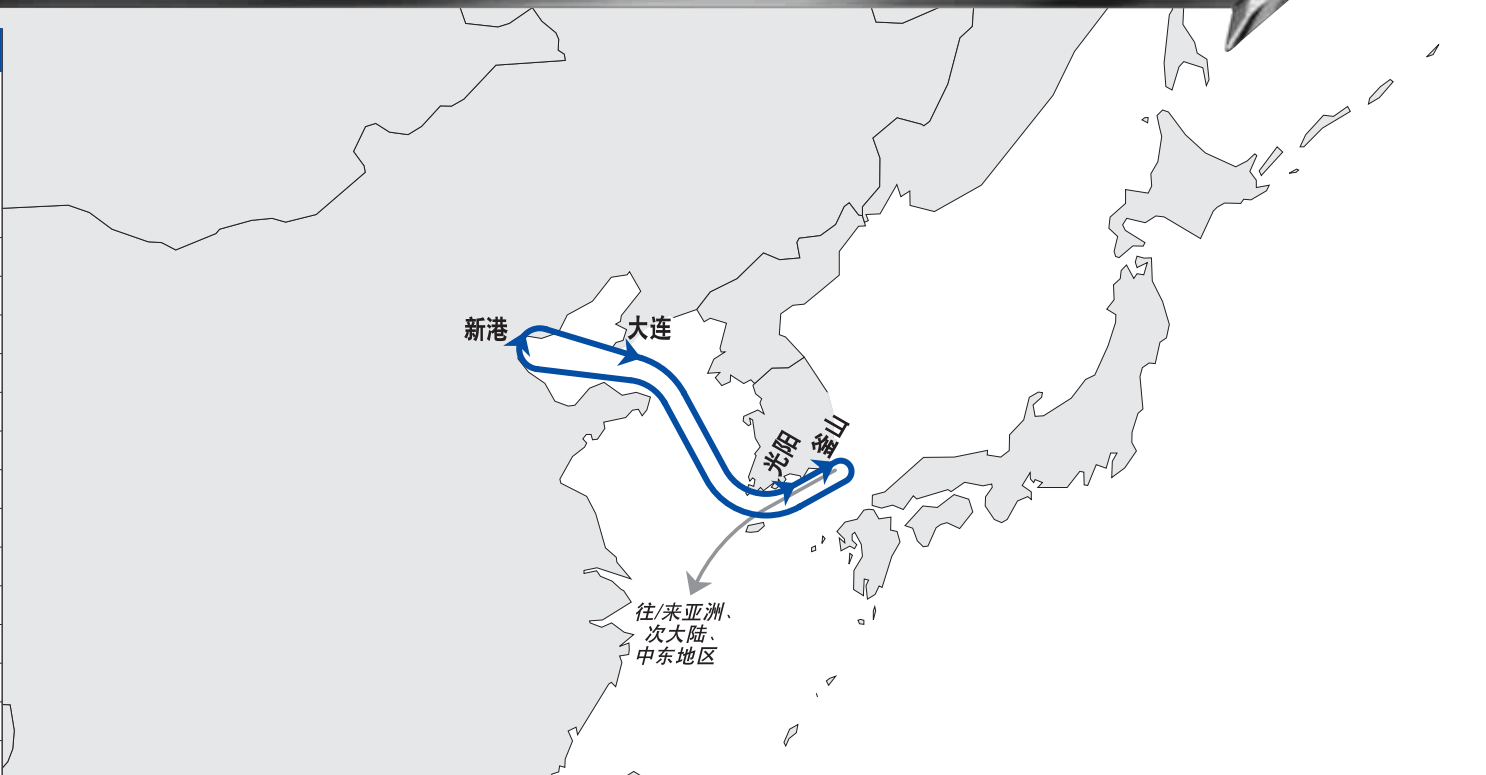 新港
大连
光阳
釜山
往/来亚洲、
次大陆、
中东地区